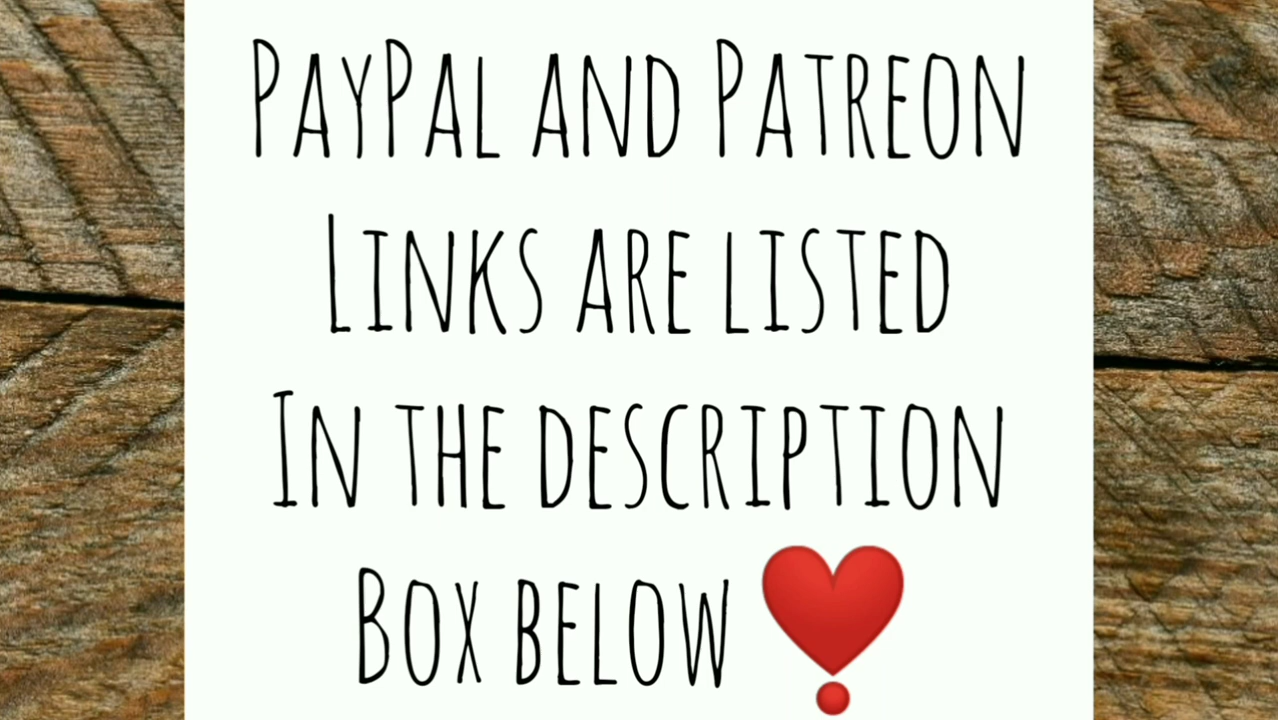 PayPal and Patreon
Links are listed
In the description
Box below ❣